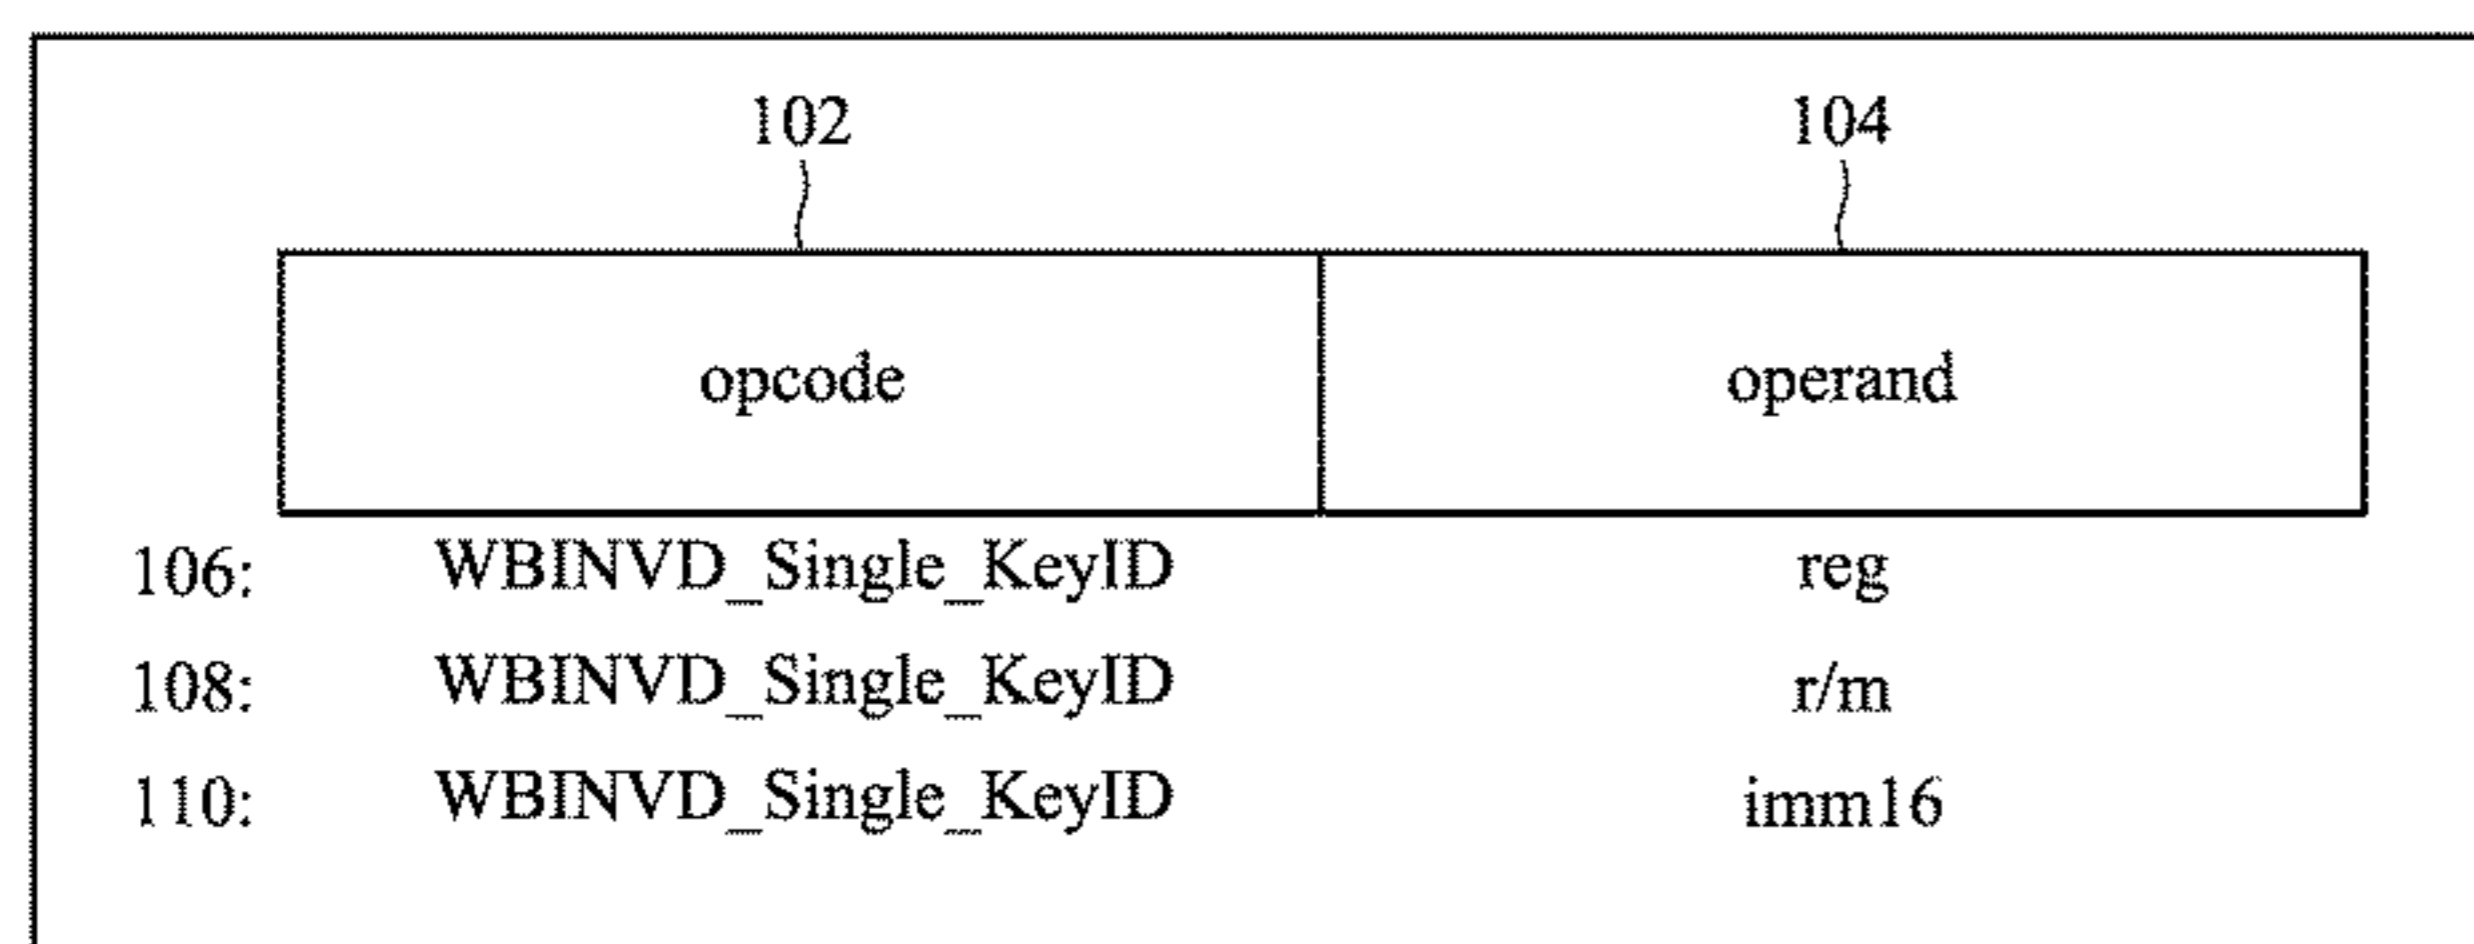 102 104
opcode operand
106: WBINVD_Single_KeyID reg
108: WBINVD_Single_KeyID r/m
110: WBINVD_Single_KeyID imm16